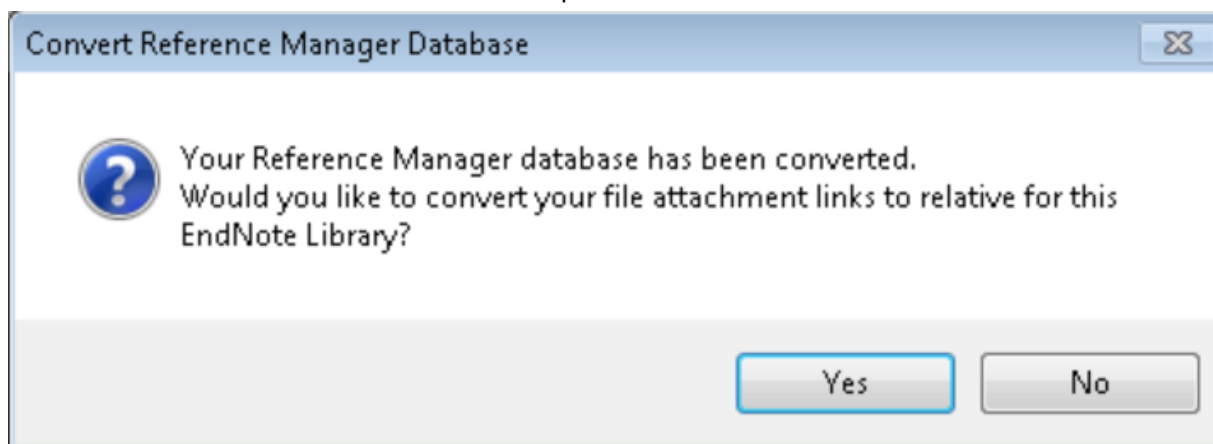 Convert Reference Manager Database
Your Reference Manager database has been converted.
Would you like to convert your file attachment links to relative for this
EndNote Library?
Yes
No